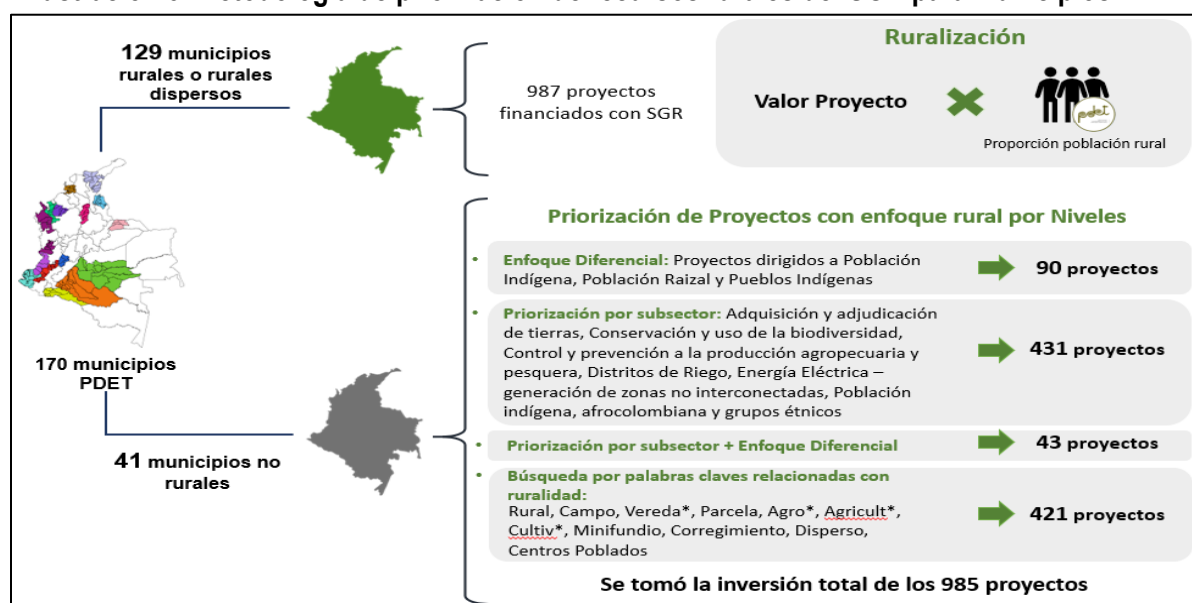 129 municipios
rurales o rurales
dispersos
987 proyectos
financiados con SGR
Ruralización
Valor Proyecto
pdet
Proporción población rural
170 municipios
PDET
41 municipios no
rurales
Priorización de Proyectos con enfoque rural por Niveles
• Enfoque Diferencial: Proyectos dirigidos a Población
Indígena, Población Raizal y Pueblos Indígenas
90 proyectos
• Priorización por subsector: Adquisición y adjudicación
de tierras, Conservación y uso de la biodiversidad,
Control y prevención a la producción agropecuaria y
pesquera, Distritos de Riego, Energía Eléctrica –
generación de zonas no interconectadas, Población
indígena, afrocolombiana y grupos étnicos
431 proyectos
• Priorización por subsector + Enfoque Diferencial
43 proyectos
• Búsqueda por palabras claves relacionadas con
ruralidad:
Rural, Campo, Vereda*, Parcela, Agro*, Agricult*,
Cultiv*, Minifundio, Corregimiento, Disperso,
Centros Poblados
421 proyectos
Se tomó la inversión total de los 985 proyectos